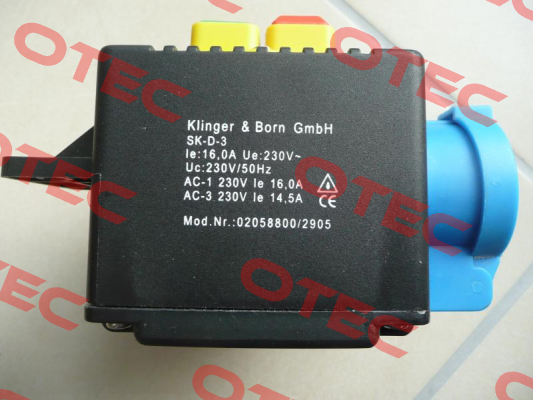 OTEC
OTEC
OTEC
Klinger & Born GmbH
SK-D-3
Ie:16,0A Ue:230V~
Uc:230V/50Hz
AC-1 230V Ie 16,0A
AC-3 230V Ie 14,5A
CE
Mod.Nr.:02058800/2905
OTEC
OTEC
OTEC